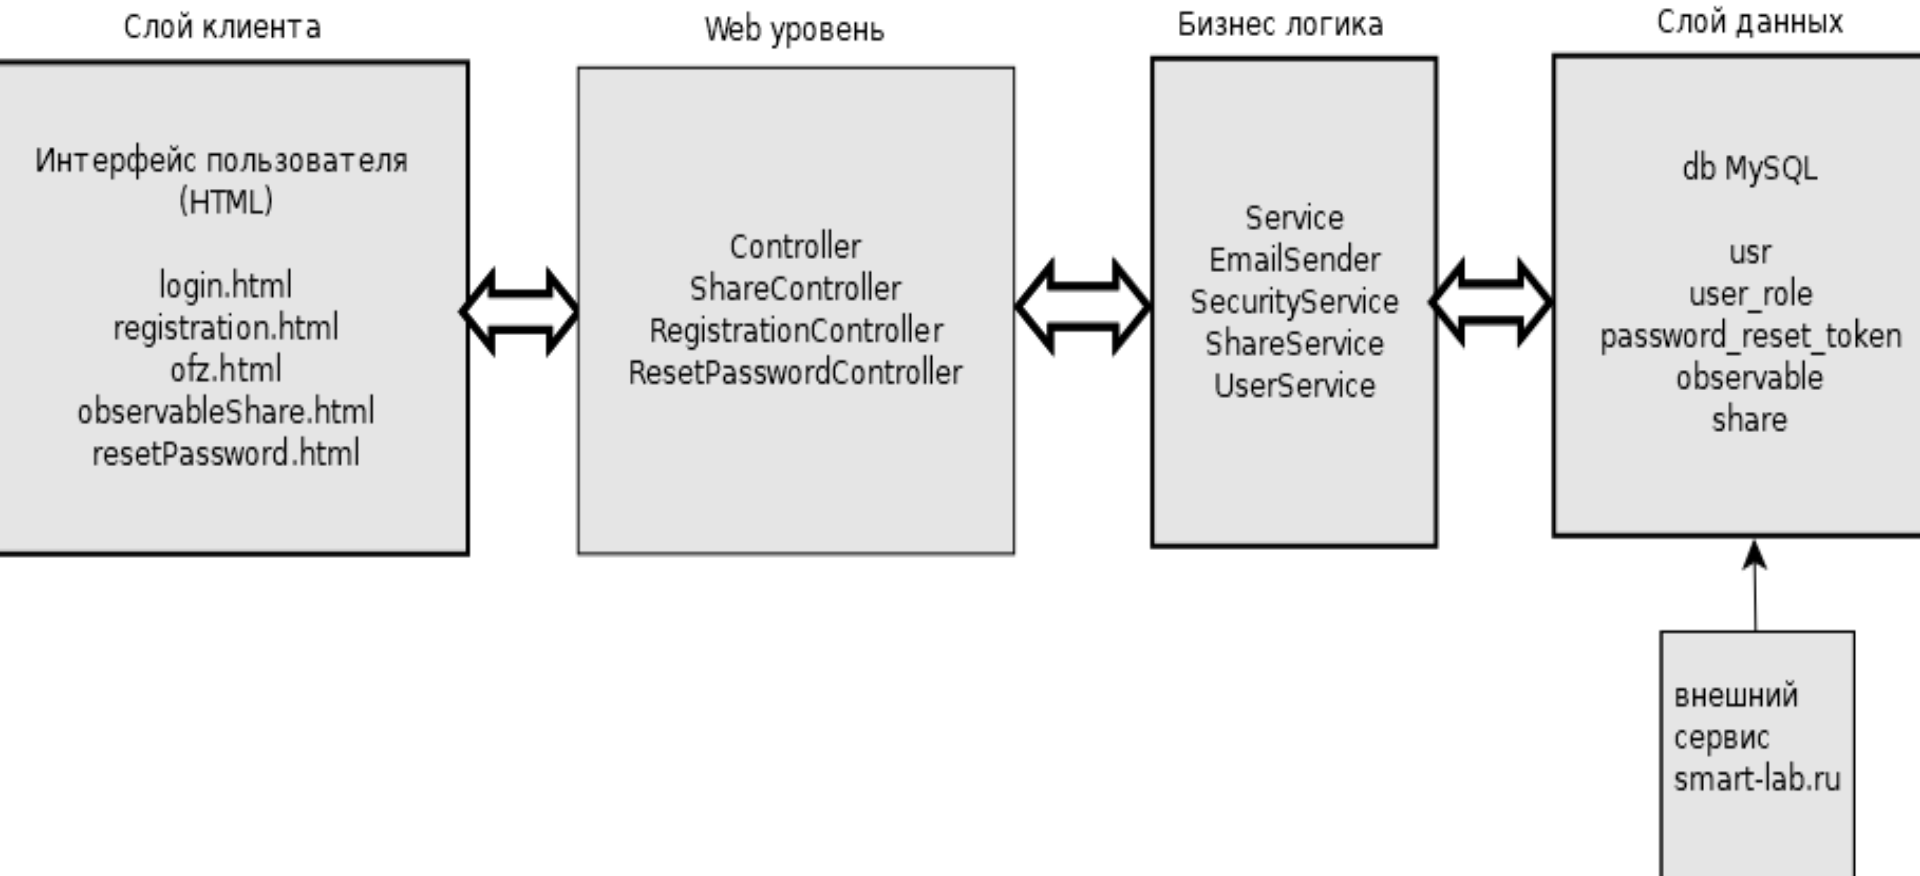 Слой клиента
Интерфейс пользователя
(HTML)
login.html
registration.html
ofz.html
observableShare.html
resetPassword.html
Web уровень
Controller
ShareController
RegistrationController
ResetPasswordController
Бизнес логика
Service
EmailSender
SecurityService
ShareService
UserService
Слой данных
db MySQL
usr
user_role
password_reset_token
observable
share
внешний
сервис
smart-lab.ru